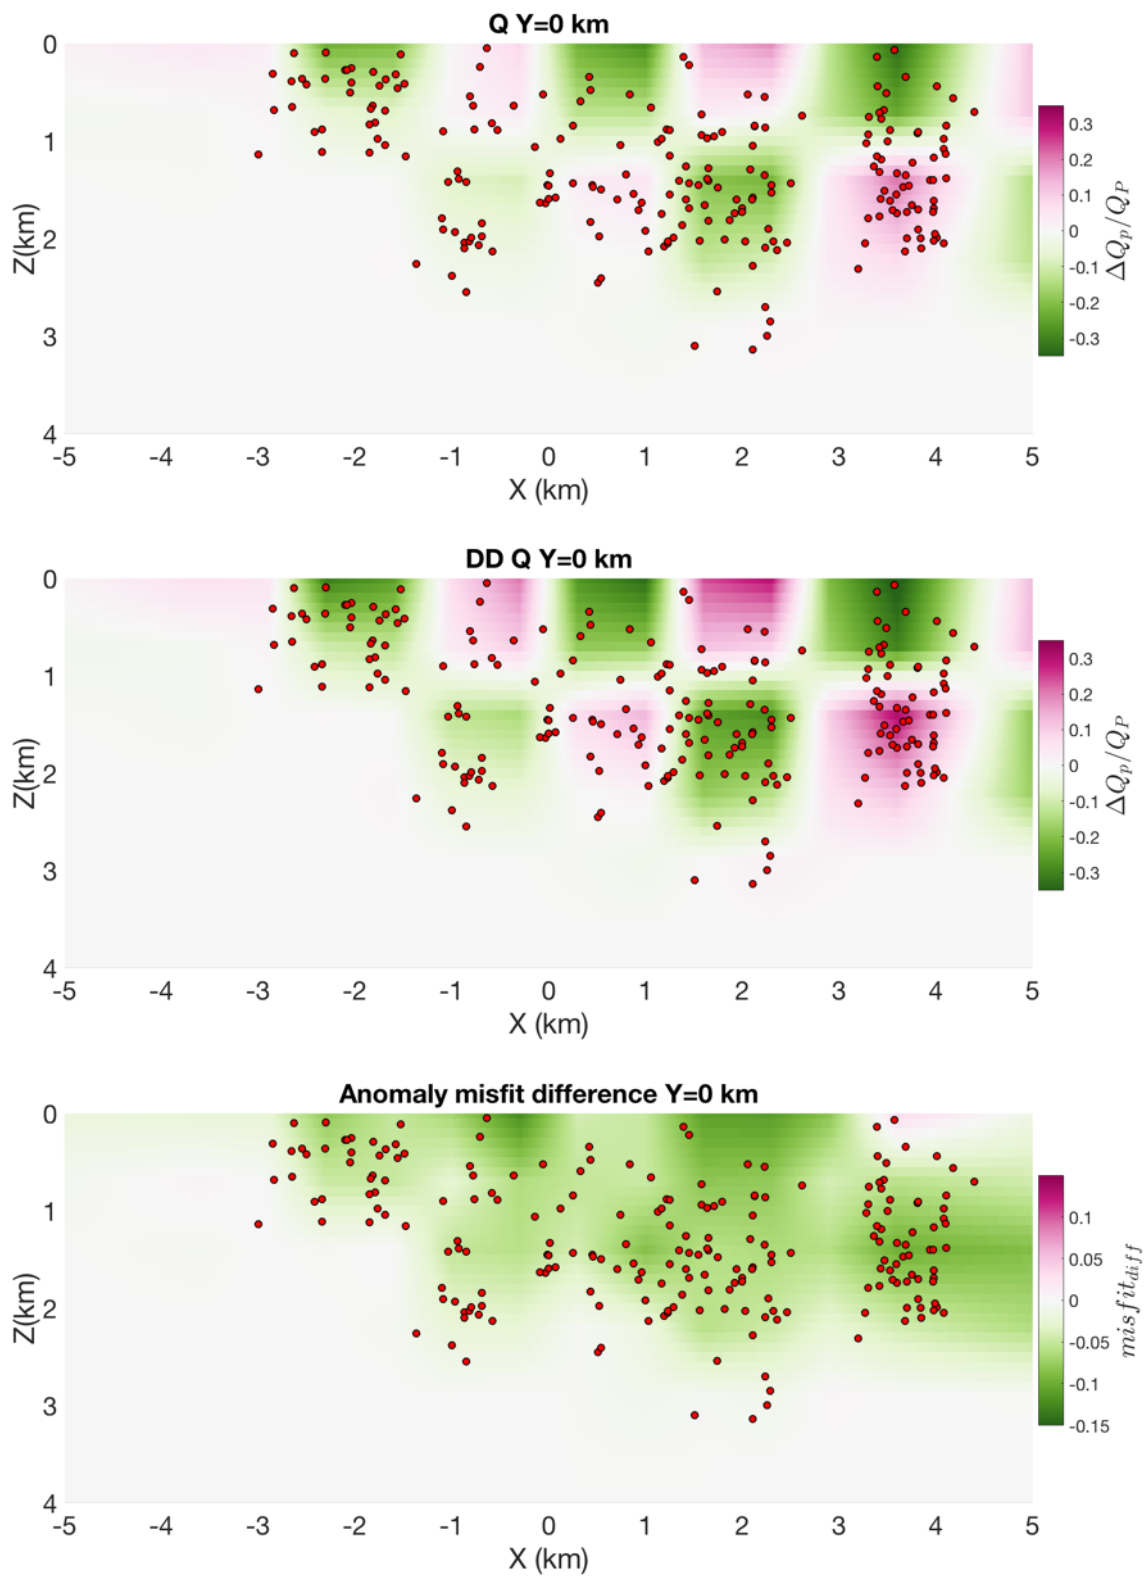 Q Y=0 km
0
1
2
3
4
Z(km)
-5 -4 -3 -2 -1 0 1 2 3 4 5
X (km)
0.3
0.2
0.1
0
-0.1
-0.2
-0.3
ΔQ_p/Q_P
DD Q Y=0 km
0
1
2
3
4
Z(km)
-5 -4 -3 -2 -1 0 1 2 3 4 5
X (km)
0.3
0.2
0.1
0
-0.1
-0.2
-0.3
ΔQ_p/Q_P
Anomaly misfit difference Y=0 km
0
1
2
3
4
Z(km)
-5 -4 -3 -2 -1 0 1 2 3 4 5
X (km)
0.1
0.05
0
-0.05
-0.1
-0.15
misfit_diff